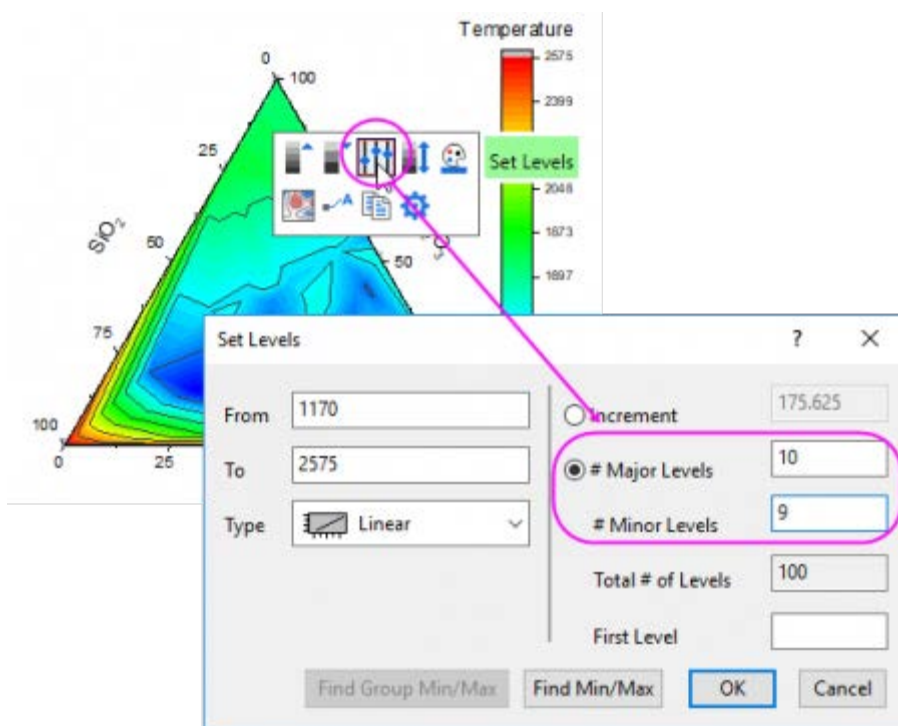 Temperature
0
100
2575
2399
25
Set Levels
2048
SiO2
50
1873
O3
50
1697
75
Set Levels
?
From
1170
Increment
175.625
100
To
2575
# Major Levels
10
0
25
Type
Linear
# Minor Levels
9
Total # of Levels
100
First Level
Find Group Min/Max
Find Min/Max
OK
Cancel